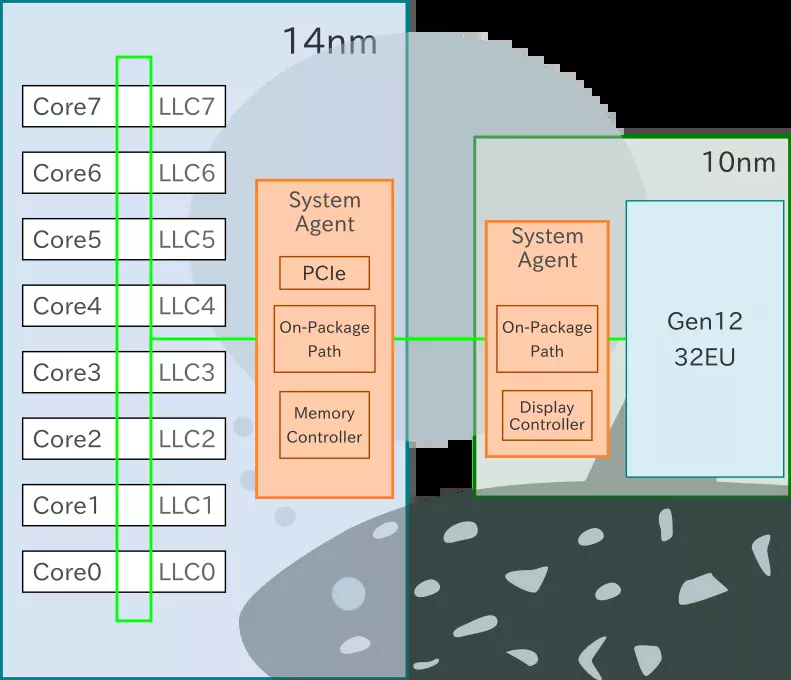 14nm
Core7 LLC7
Core6 LLC6
Core5 LLC5
Core4 LLC4
Core3 LLC3
Core2 LLC2
Core1 LLC1
Core0 LLC0
System
Agent
PCIe
On-Package
Path
Memory
Controller
10nm
System
Agent
On-Package
Path
Display
Controller
Gen12
32EU